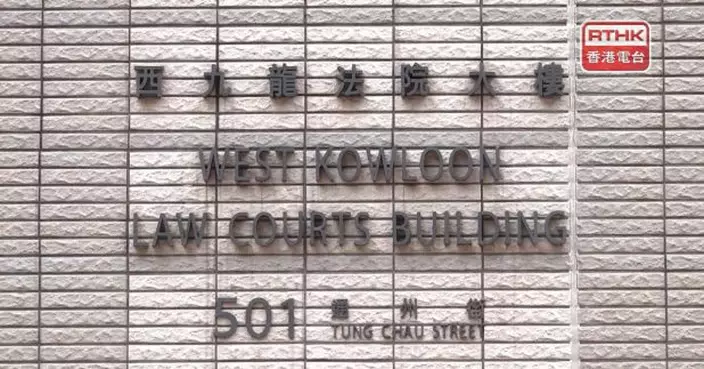 RTHK
香港電台
西九龍法院大樓
WEST KOWLOON
LAW COURTS BUILDING
501 通州街
TUNG CHAU STREET